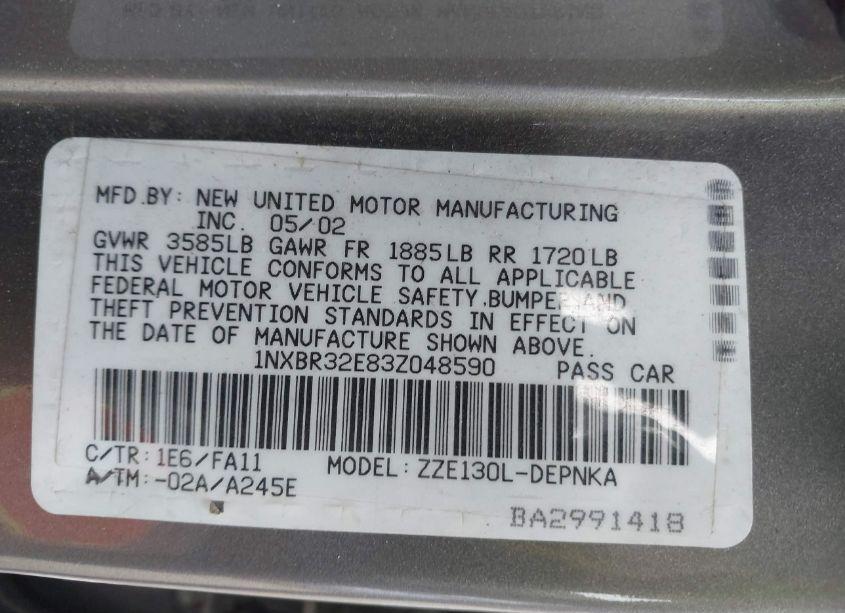 MFD.BY: NEW UNITED MOTOR MANUFACTURING
INC. 05/02
GVWR 3585LB GAWR FR 1885LB RR 1720LB
THIS VEHICLE CONFORMS TO ALL APPLICABLE
FEDERAL MOTOR VEHICLE SAFETY,BUMPER,AND
THEFT PREVENTION STANDARDS IN EFFECT ON
THE DATE OF MANUFACTURE SHOWN ABOVE.
1NXBR32E83Z048590 PASS CAR
C/TR: 1E6/FA11 MODEL: ZZE130L-DEPNKA
A/TM: -02A/A245E
BA2991418